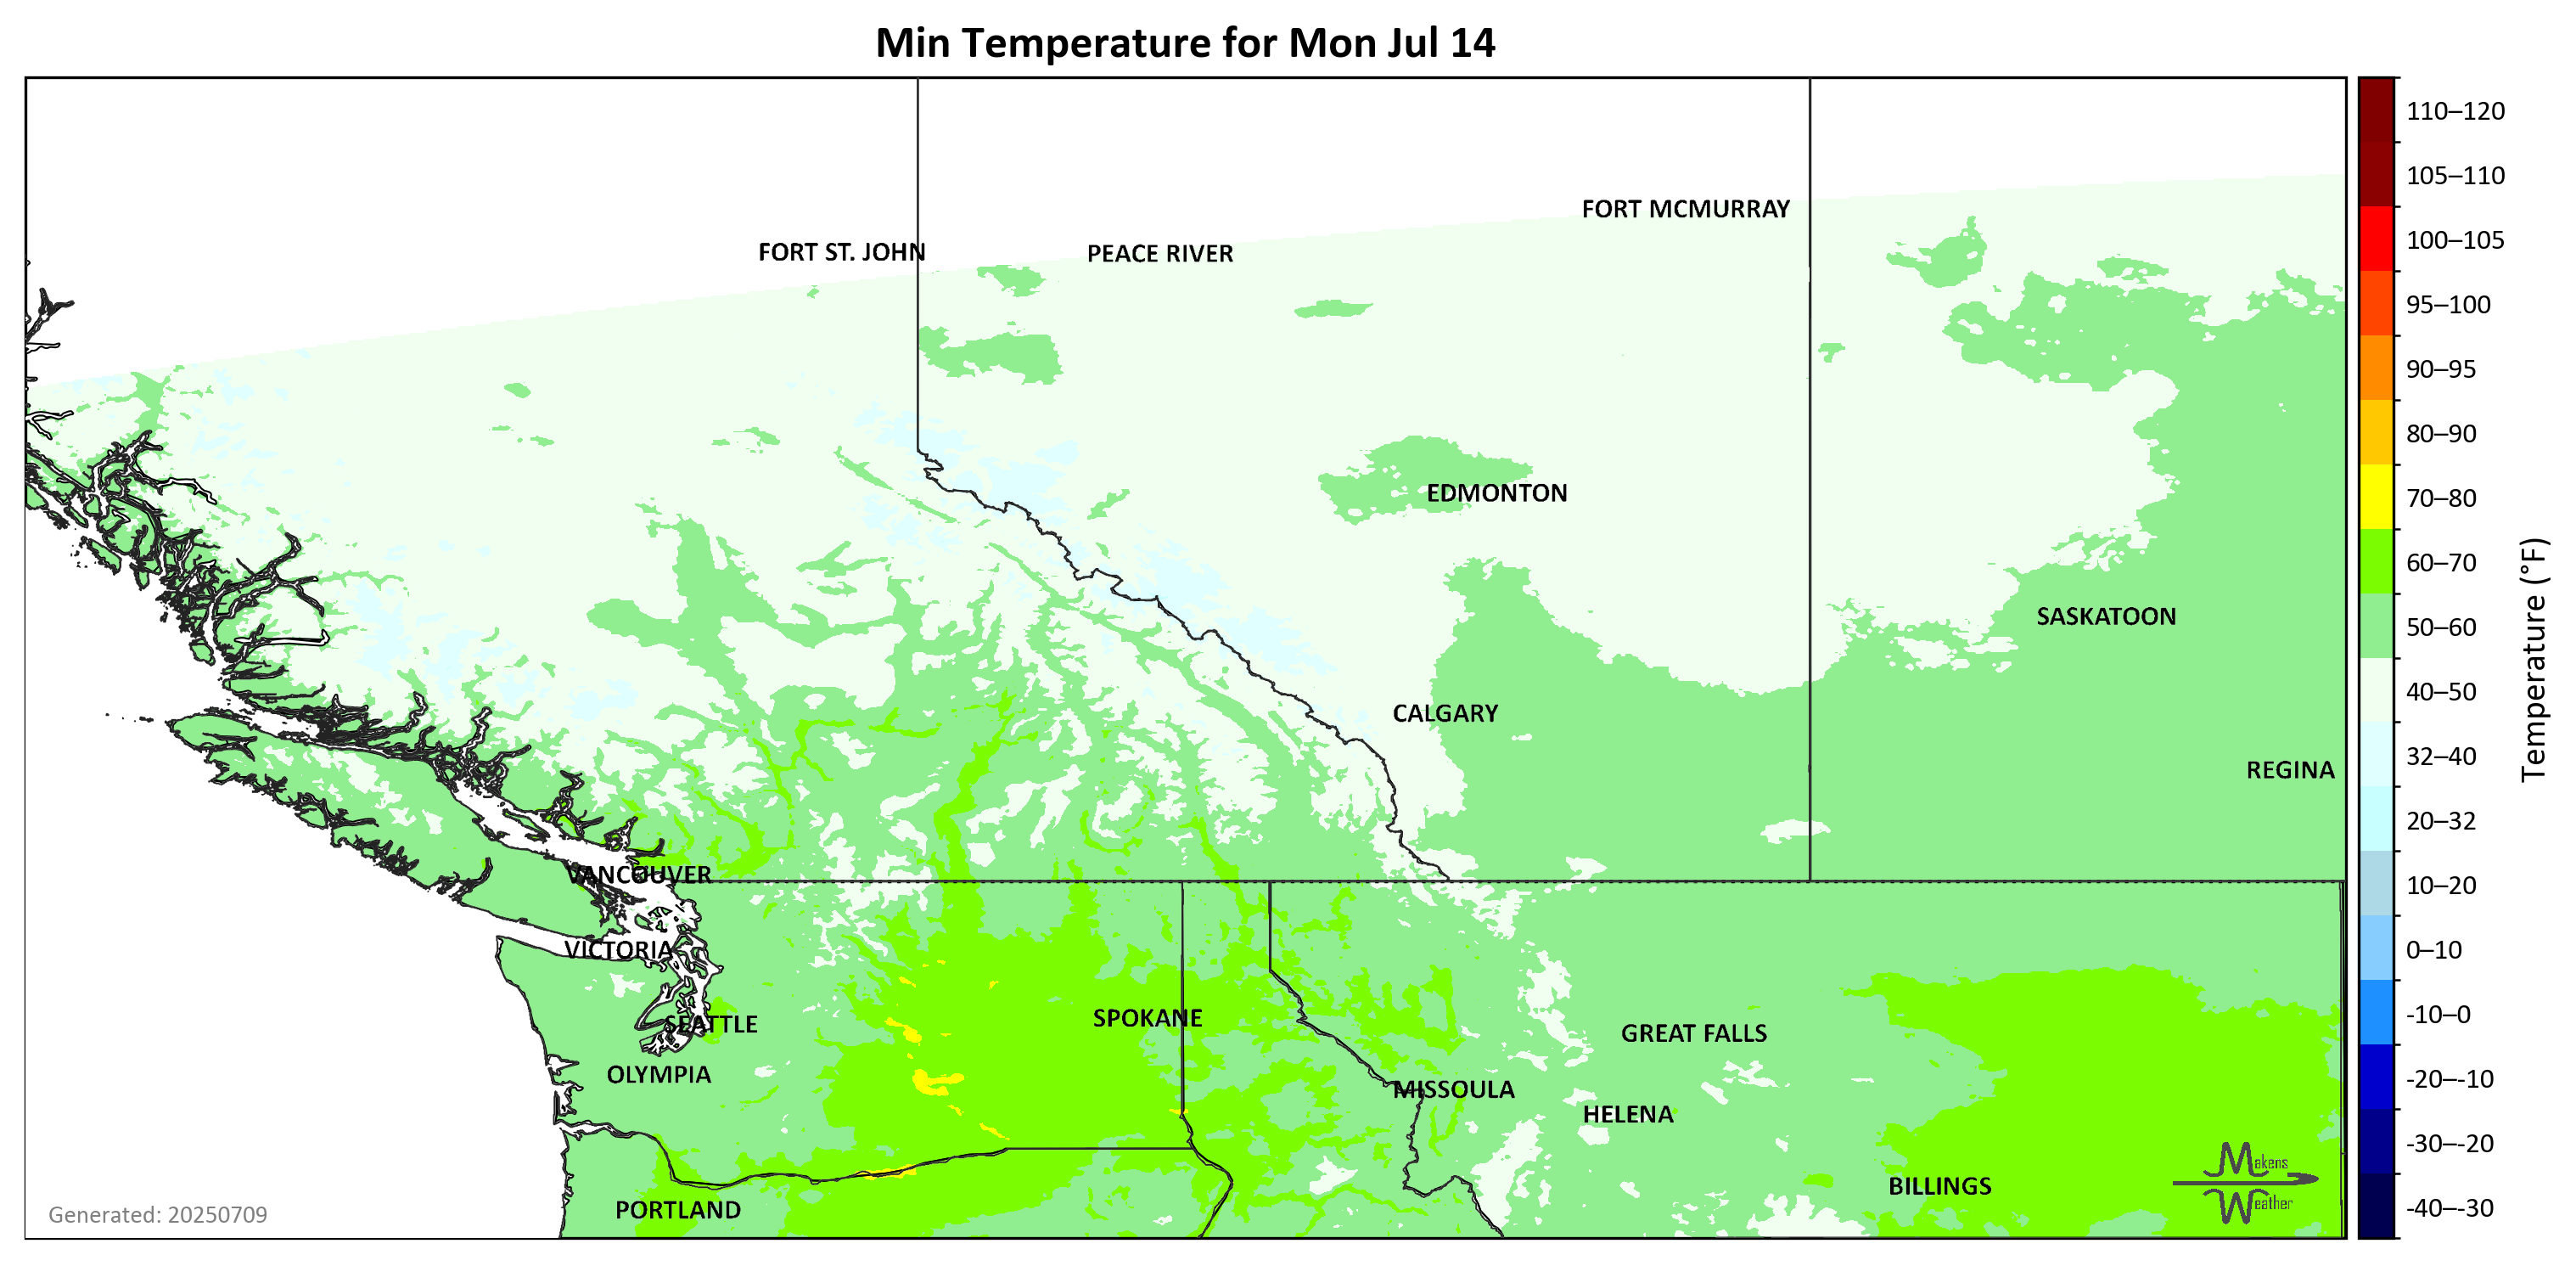 Min Temperature for Mon Jul 14
110–120
105–110
FORT MCMURRAY
100–105
FORT ST. JOHN
PEACE RIVER
95–100
90–95
80–90
EDMONTON
70–80
60–70
SASKATOON
50–60
Temperature (°F)
CALGARY
40–50
REGINA
32–40
20–32
VANCOUVER
10–20
VICTORIA
0–10
SEATTLE
SPOKANE
GREAT FALLS
-10–0
OLYMPIA
MISSOULA
-20–-10
HELENA
-30–-20
Makens
Weather
BILLINGS
PORTLAND
-40–-30
Generated: 20250709